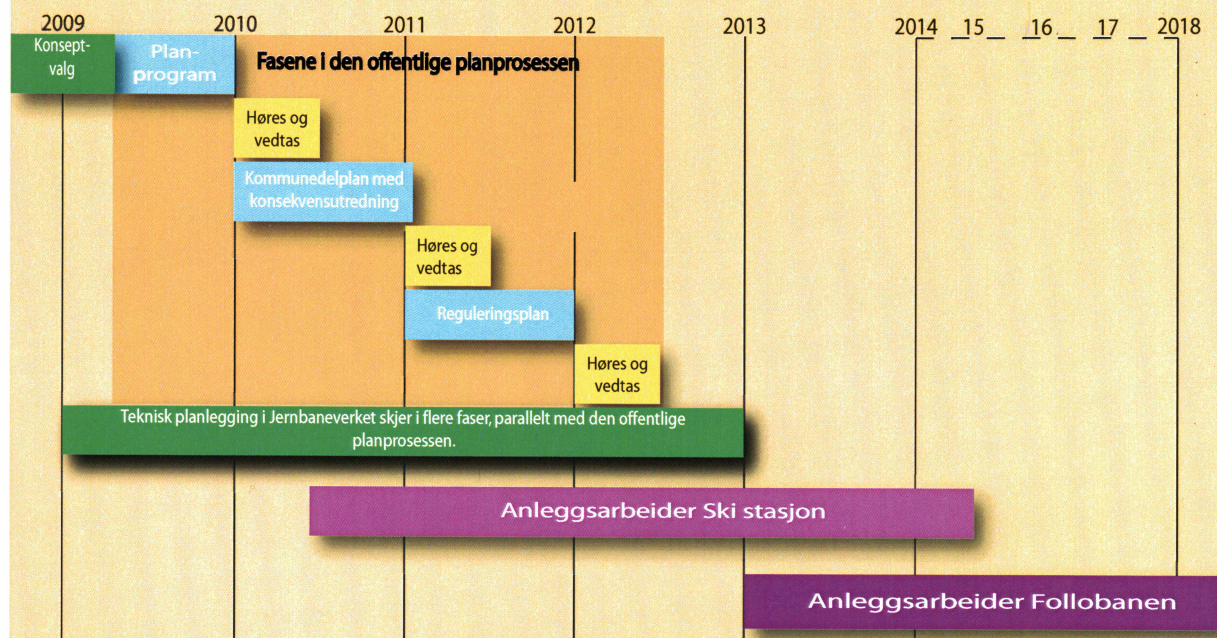 2009 2010 2011 2012 2013 2014 15 16 17 2018
Konsept-
valg
Plan-
program
Fasene i den offentlige planprosessen
Høres og
vedtas
Kommunedelplan med
konsekvensutredning
Høres og
vedtas
Reguleringsplan
Høres og
vedtas
Teknisk planlegging i Jernbaneverket skjer i flere faser, parallelt med den offentlige
planprosessen.
Anleggsarbeider Ski stasjon
Anleggsarbeider Follobanen